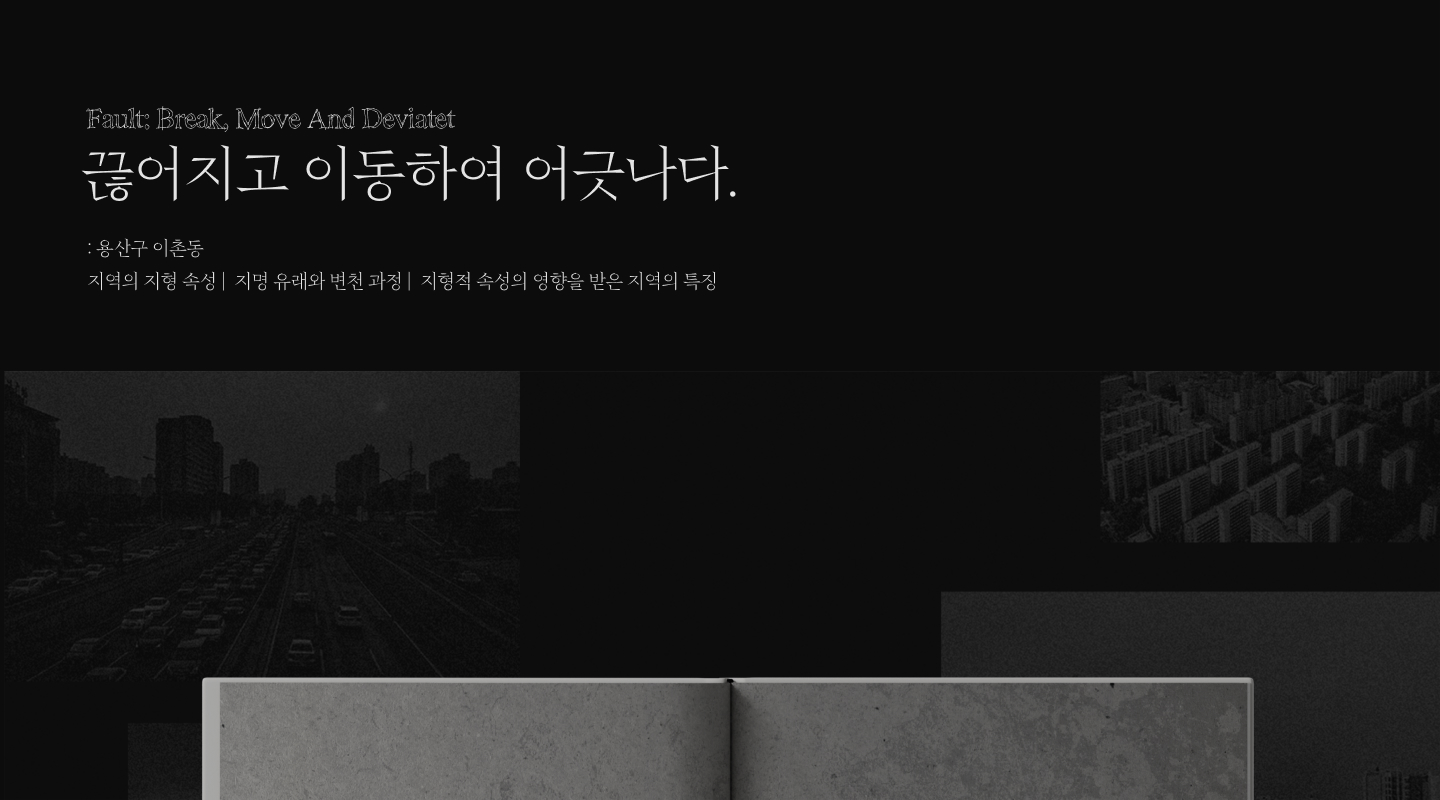 Fault: Break, Move And Deviatet
끊어지고 이동하여 어긋나다.
: 용산구 이촌동
지역의 지형 속성 | 지명 유래와 변천 과정 | 지형적 속성의 영향을 받은 지역의 특징